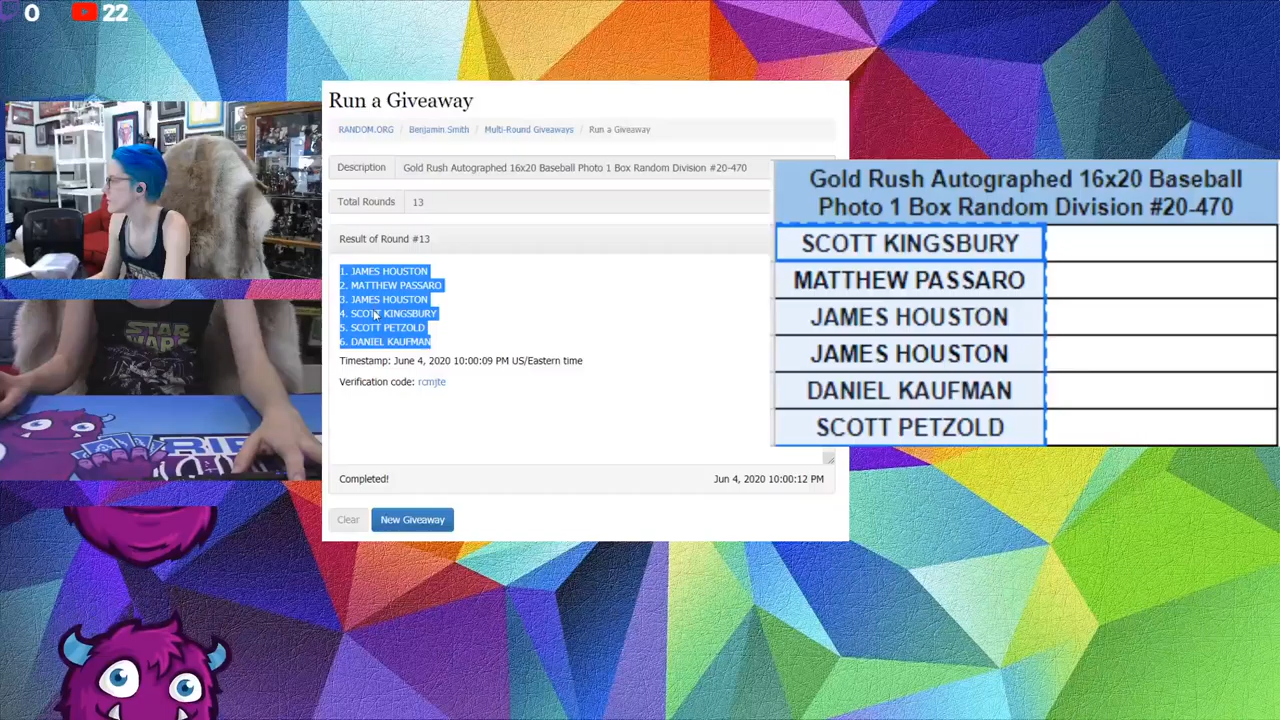 0 22
Run a Giveaway
RANDOM.ORG / Benjamin Smith / Multi-Round Giveaways / Run a Giveaway
Description Gold Rush Autographed 16x20 Baseball Photo 1 Box Random Division #20-470
Total Rounds 13
Result of Round #13
1. JAMES HOUSTON
2. MATTHEW PASSARO
3. JAMES HOUSTON
4. SCOTT KINGSBURY
5. SCOTT PETZOLD
6. DANIEL KAUFMAN
Timestamp: June 4, 2020 10:00:09 PM US/Eastern time
Verification code: rcmjte
Completed! Jun 4, 2020 10:00:12 PM
Clear New Giveaway
Gold Rush Autographed 16x20 Baseball
Photo 1 Box Random Division #20-470
SCOTT KINGSBURY
MATTHEW PASSARO
JAMES HOUSTON
JAMES HOUSTON
DANIEL KAUFMAN
SCOTT PETZOLD
STAR
WARS